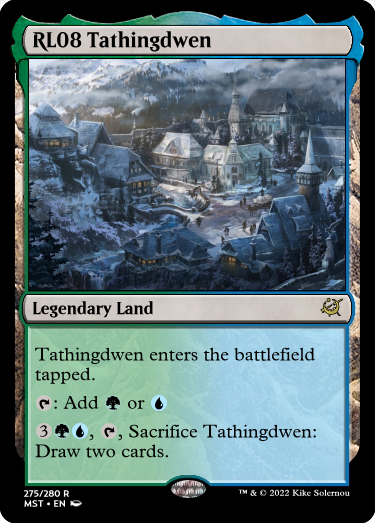 RL08 Tathingdwen
Legendary Land
Tathingdwen enters the battlefield
tapped.
: Add or
3, , Sacrifice Tathingdwen:
Draw two cards.
275/280 R
MST • EN
™ & © 2022 Kike Solernou